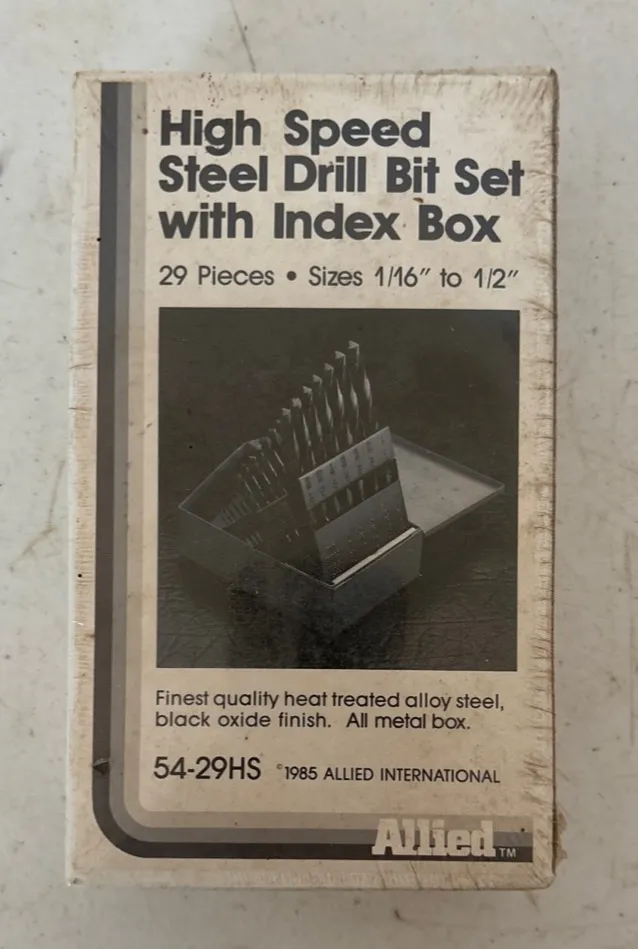 High Speed
Steel Drill Bit Set
with Index Box
29 Pieces • Sizes 1/16″ to 1/2″
Finest quality heat treated alloy steel,
black oxide finish. All metal box.
54-29HS ©1985 ALLIED INTERNATIONAL
Allied TM